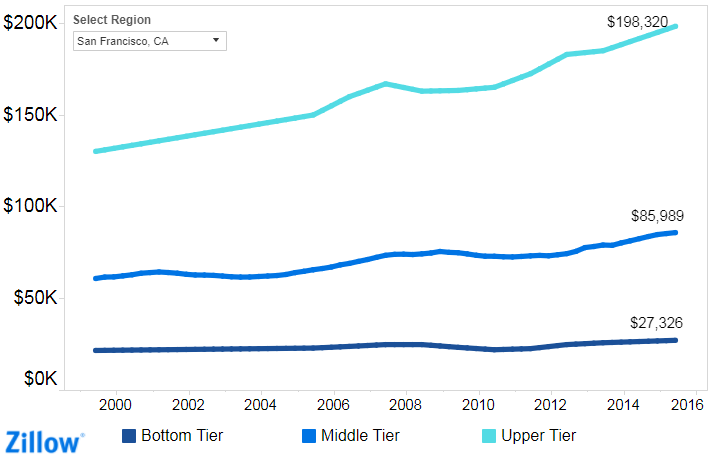 $200K
Select Region
San Francisco, CA
$198,320
$150K
$100K
$85,989
$50K
$27,326
$0K
2000 2002 2004 2006 2008 2010 2012 2014 2016
Zillow®
Bottom Tier Middle Tier Upper Tier